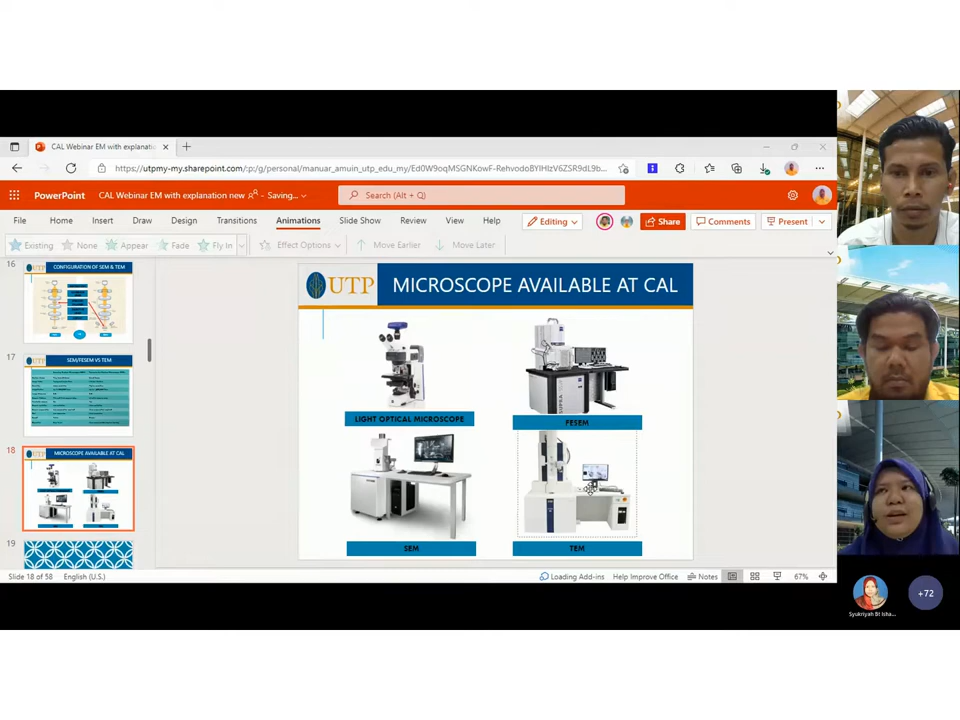 CAL Webinar EM with explanatio
https://utpmy-my.sharepoint.com/:p:/g/personal/manuar_amuin_utp_edu_my/Ed0W9oqMSGNKowF-RehvodoBYIHIzV6ZSR9dL9b...
PowerPoint CAL Webinar EM with explanation new - Saving... Search (Alt + Q)
File Home Insert Draw Design Transitions Animations Slide Show Review View Help Editing Share Comments Present
Existing None Appear Fade Fly In Effect Options Move Earlier Move Later
16
CONFIGURATION OF SEM & TEM
17
SEM/FESEM VS TEM
18
MICROSCOPE AVAILABLE AT CAL
19
UTP MICROSCOPE AVAILABLE AT CAL
LIGHT OPTICAL MICROSCOPE
FESEM
SEM
TEM
Slide 18 of 58 English (U.S.) Loading Add-ins Help Improve Office Notes 67%
+72
Syukriyah Bt Isha...